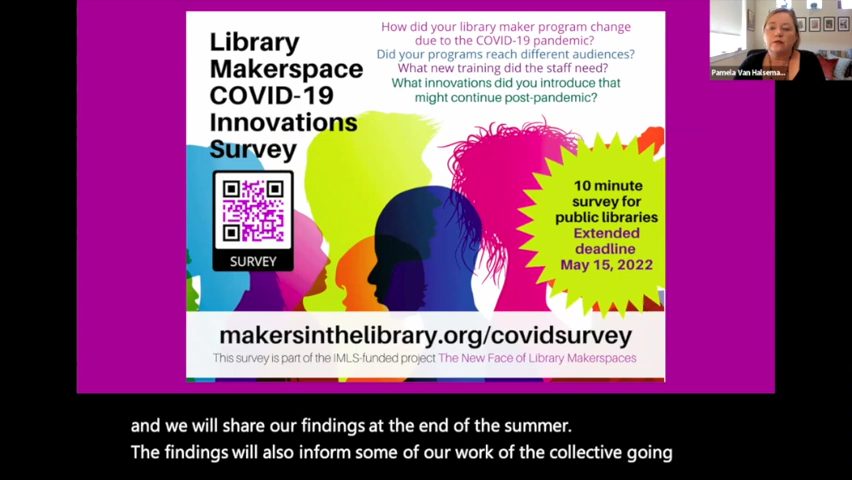 Library
Makerspace
COVID-19
Innovations
Survey
How did your library maker program change
due to the COVID-19 pandemic?
Did your programs reach different audiences?
What new training did the staff need?
What innovations did you introduce that
might continue post-pandemic?
SURVEY
10 minute
survey for
public libraries
Extended
deadline
May 15, 2022
makersinthelibrary.org/covidsurvey
This survey is part of the IMLS-funded project The New Face of Library Makerspaces
Pamela Van Halsema...
and we will share our findings at the end of the summer.
The findings will also inform some of our work of the collective going